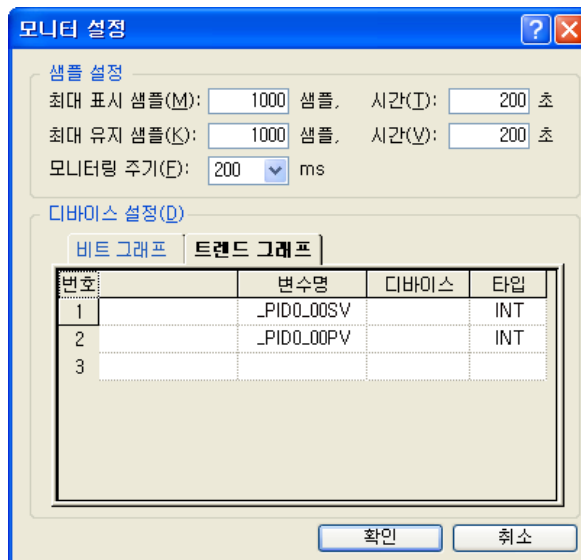 모니터 설정
샘플 설정
최대 표시 샘플(M): 1000 샘플, 시간(T): 200 초
최대 유지 샘플(K): 1000 샘플, 시간(V): 200 초
모니터링 주기(F): 200 ms
디바이스 설정(D)
비트 그래프 트렌드 그래프
번호 변수명 디바이스 타입
1 _PID0_00SV INT
2 _PID0_00PV INT
3
확인 취소